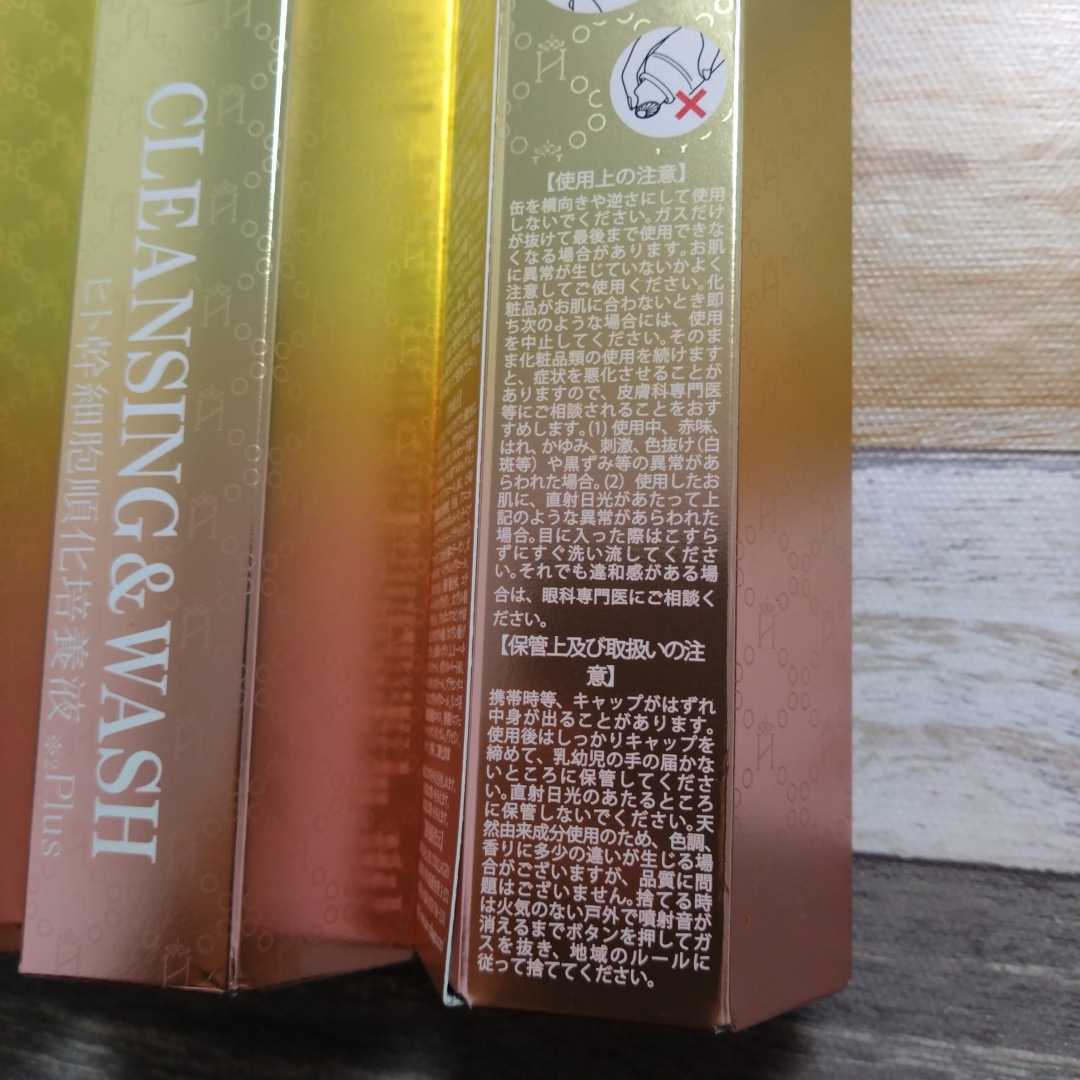 CLEANSING & WASH
ヒト幹細胞順化培養液 ※2 Plus
【使用上の注意】
缶を横向きや逆さにして使用
しないでください。ガスだけ
が抜けて最後まで使用できな
くなる場合があります。お肌
に異常が生じていないかよく
注意してご使用ください。化
粧品がお肌に合わないとき即
ち次のような場合には、使用
を中止してください。そのま
ま化粧品類の使用を続けます
と、症状を悪化させることが
ありますので、皮膚科専門医
等にご相談されることをおす
すめします。(1) 使用中、赤味、
はれ、かゆみ、刺激、色抜け（白
斑等）や黒ずみ等の異常があ
らわれた場合。(2) 使用したお
肌に、直射日光があたって上
記のような異常があらわれた
場合。目に入った際はこすら
ずにすぐ洗い流してくださ
い。それでも違和感がある場
合は、眼科専門医にご相談く
ださい。
【保管上及び取扱いの注
意】
携帯時等、キャップがはずれ
中身が出ることがあります。
使用後はしっかりキャップを
締めて、乳幼児の手の届かな
いところに保管してくださ
い。直射日光のあたるところ
に保管しないでください。天
然由来成分使用のため、色調、
香りに多少の違いが生じる場
合がございますが、品質に問
題はございません。捨てる時
は火気のない戸外で噴射音が
消えるまでボタンを押してガ
スを抜き、地域のルールに
従って捨ててください。